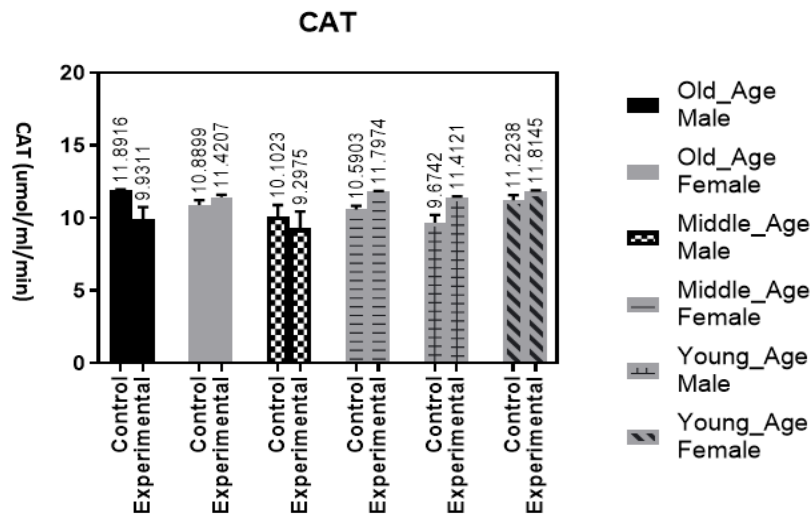 CAT
CAT (umol/ml/min)
20
15
10
5
0
11.8916
9.9311
10.8899
11.4207
10.1023
9.2975
10.5903
11.7974
9.6742
11.4121
11.2238
11.8145
Control
Experimental
Control
Experimental
Control
Experimental
Control
Experimental
Control
Experimental
Control
Experimental
Old_Age
Male
Old_Age
Female
Middle_Age
Male
Middle_Age
Female
Young_Age
Male
Young_Age
Female